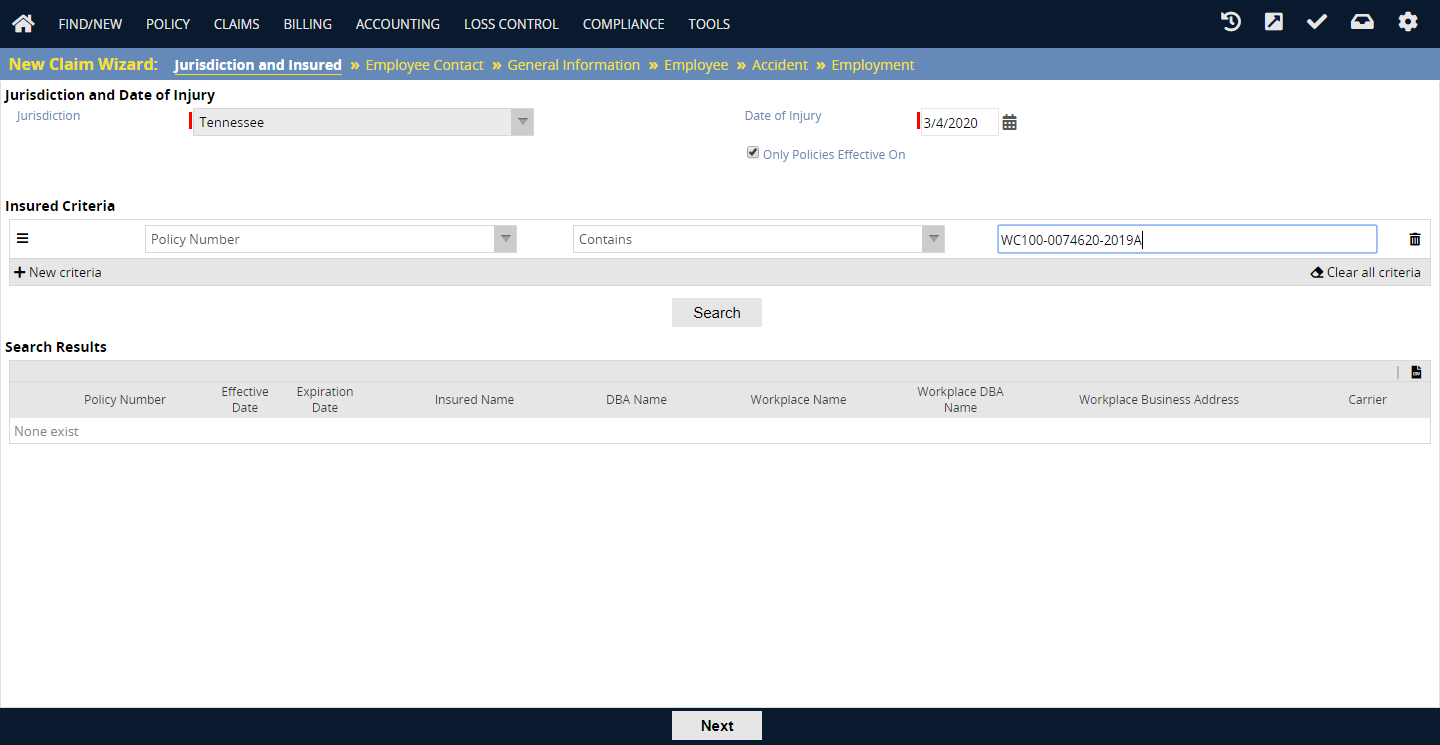 FIND/NEW POLICY CLAIMS BILLING ACCOUNTING LOSS CONTROL COMPLIANCE TOOLS
New Claim Wizard: Jurisdiction and Insured » Employee Contact » General Information » Employee » Accident » Employment
Jurisdiction and Date of Injury
Jurisdiction Tennessee Date of Injury 3/4/2020
Only Policies Effective On
Insured Criteria
Policy Number Contains WC100-0074620-2019A
New criteria Clear all criteria
Search
Search Results
CSV
Policy Number Effective Date Expiration Date Insured Name DBA Name Workplace Name Workplace DBA Name Workplace Business Address Carrier
None exist
Next